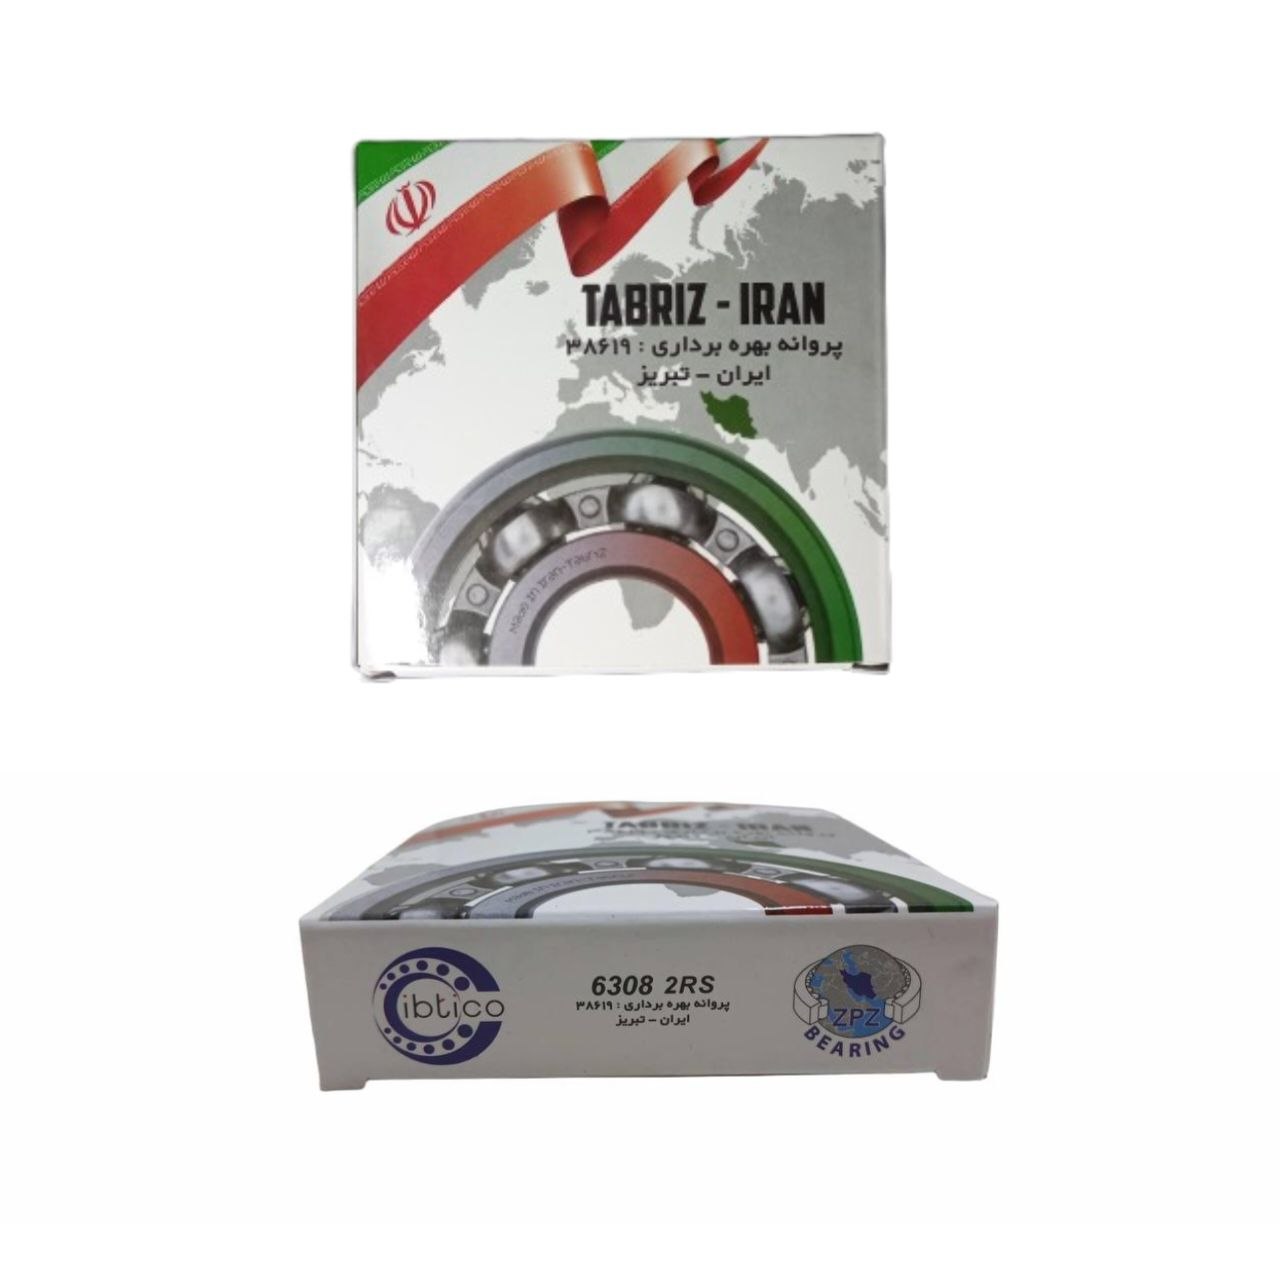 TABRIZ - IRAN
پروانه بهره برداری : ۳۸۶۱۹
ایران - تبریز
Made in Iran-Tabriz
TABRIZ - IRAN
ibtico
6308 2RS
پروانه بهره برداری : ۳۸۶۱۹
ایران - تبریز
ZPZ
BEARING